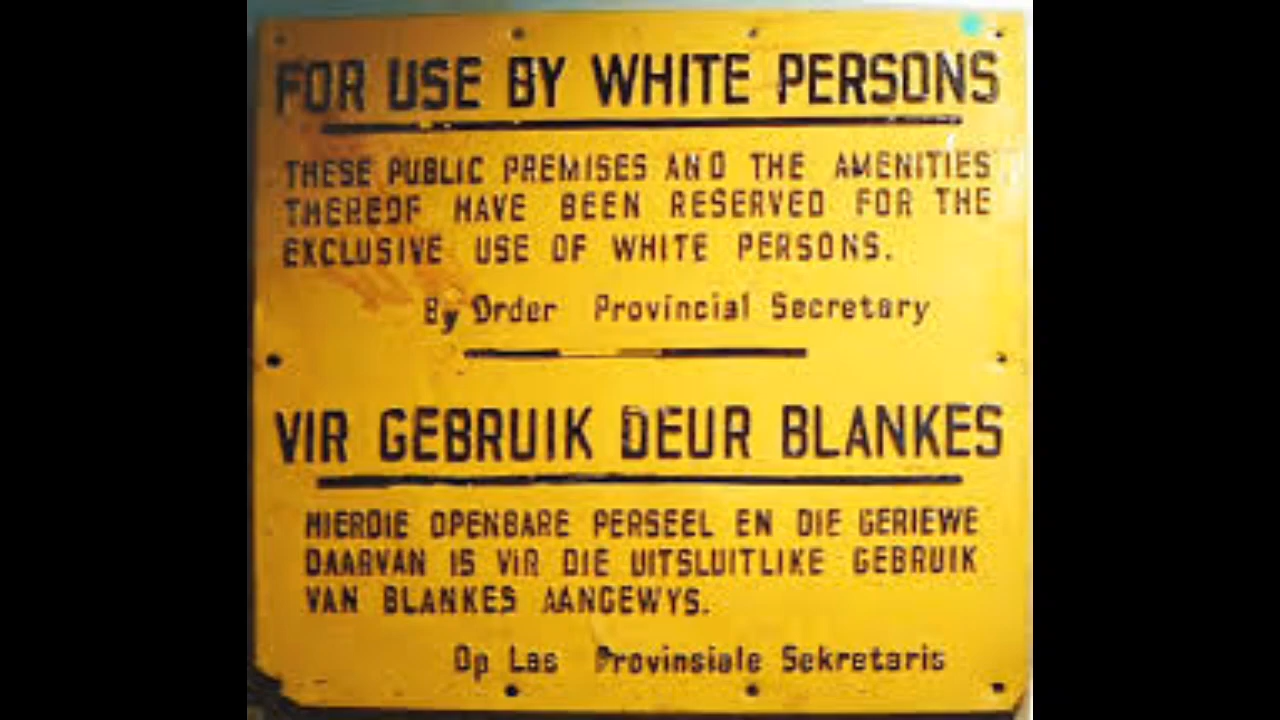 FOR USE BY WHITE PERSONS
THESE PUBLIC PREMISES AND THE AMENITIES
THEREOF HAVE BEEN RESERVED FOR THE
EXCLUSIVE USE OF WHITE PERSONS.
By Order Provincial Secretary
VIR GEBRUIK DEUR BLANKES
HIERDIE OPENBARE PERSEEL EN DIE GERIEWE
DAARVAN IS VIR DIE UITSLUITLIKE GEBRUIK
VAN BLANKES AANGEWYS.
Op Las Provinsiale Sekretaris